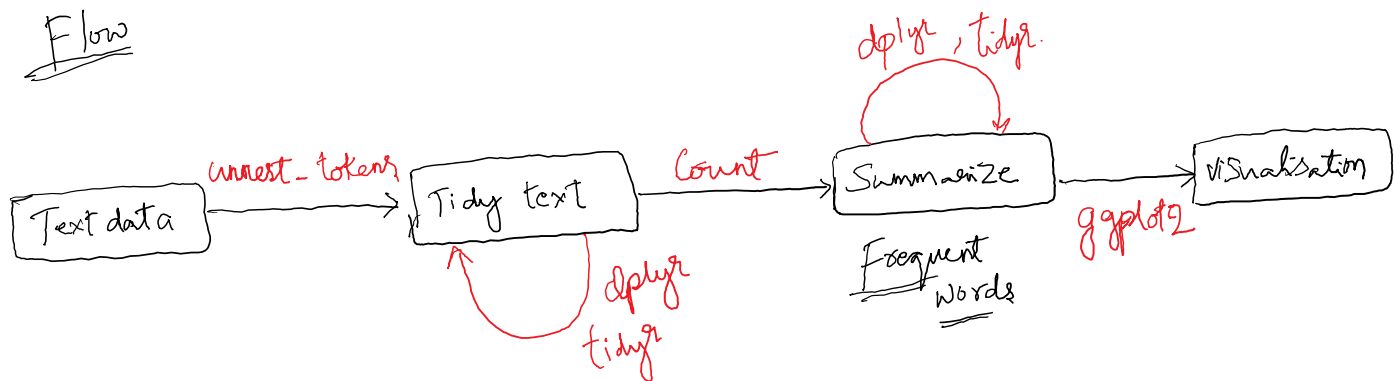 Flow
dplyr, tidyr.
unnest_tokens
Count
Text data
Tidy text
Summarize
Visualisation
ggplot2
Frequent
words
dplyr
tidyr